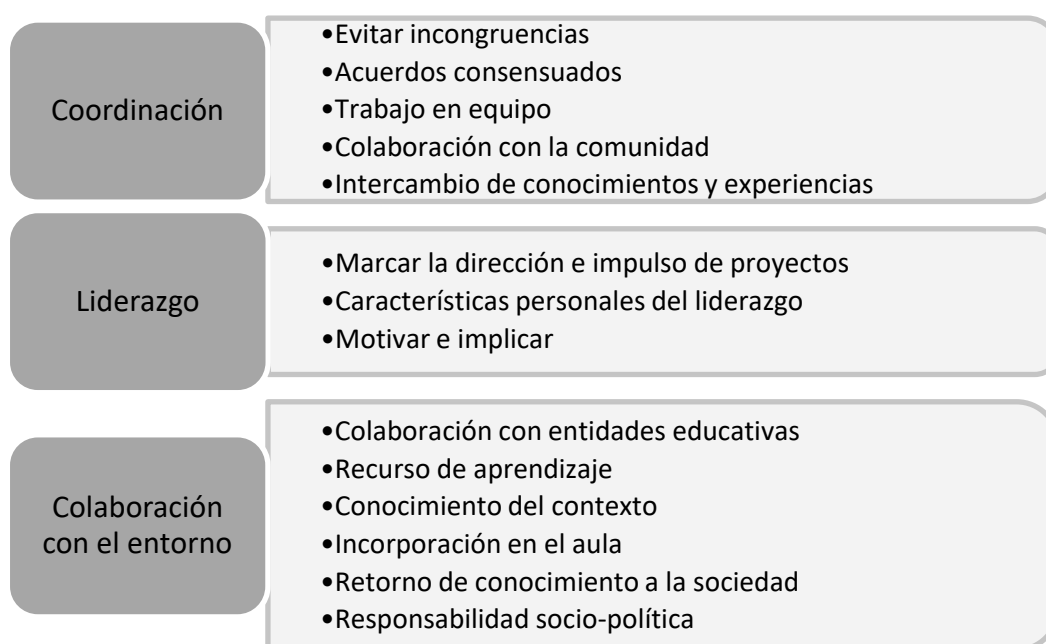 Coordinación
•Evitar incongruencias
•Acuerdos consensuados
•Trabajo en equipo
•Colaboración con la comunidad
•Intercambio de conocimientos y experiencias
Liderazgo
•Marcar la dirección e impulso de proyectos
•Características personales del liderazgo
•Motivar e implicar
Colaboración
con el entorno
•Colaboración con entidades educativas
•Recurso de aprendizaje
•Conocimiento del contexto
•Incorporación en el aula
•Retorno de conocimiento a la sociedad
•Responsabilidad socio-política